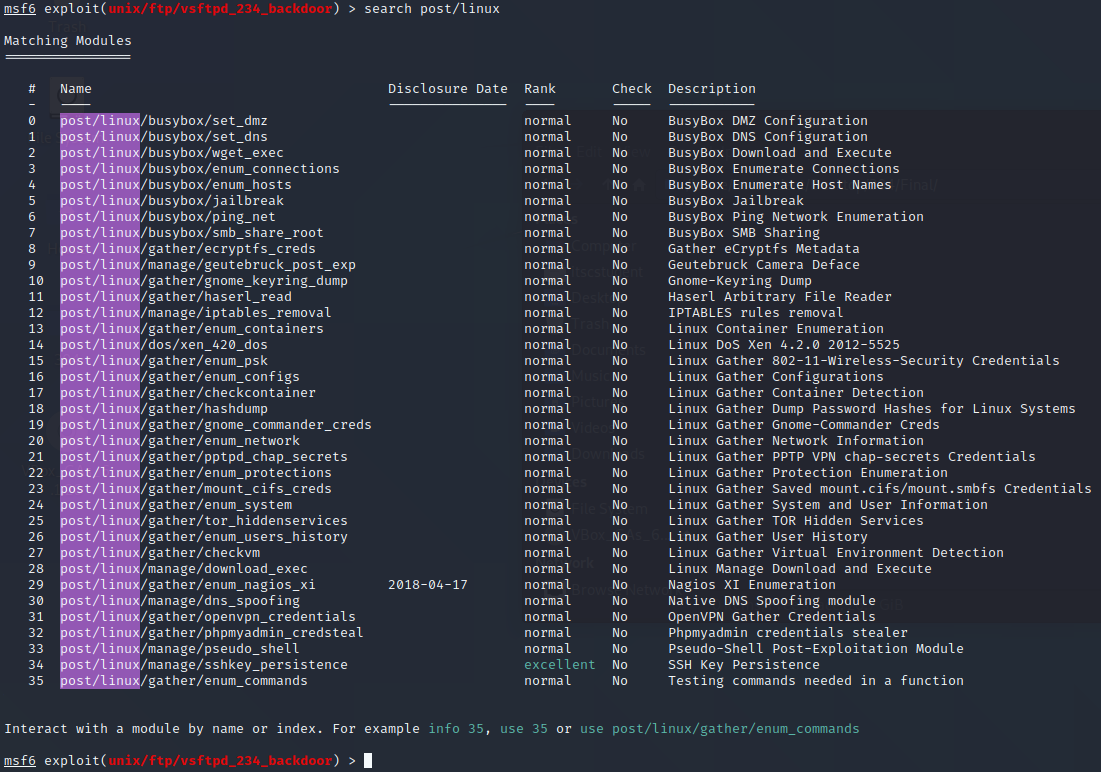 msf6 exploit(unix/ftp/vsftpd_234_backdoor) > search post/linux
Matching Modules
# Name Disclosure Date Rank Check Description
0 post/linux/busybox/set_dmz normal No BusyBox DMZ Configuration
1 post/linux/busybox/set_dns normal No BusyBox DNS Configuration
2 post/linux/busybox/wget_exec normal No BusyBox Download and Execute
3 post/linux/busybox/enum_connections normal No BusyBox Enumerate Connections
4 post/linux/busybox/enum_hosts normal No BusyBox Enumerate Host Names
5 post/linux/busybox/jailbreak normal No BusyBox Jailbreak
6 post/linux/busybox/ping_net normal No BusyBox Ping Network Enumeration
7 post/linux/busybox/smb_share_root normal No BusyBox SMB Sharing
8 post/linux/gather/ecryptfs_creds normal No Gather eCryptfs Metadata
9 post/linux/manage/geutebruck_post_exp normal No Geutebruck Camera Deface
10 post/linux/gather/gnome_keyring_dump normal No Gnome-Keyring Dump
11 post/linux/gather/haserl_read normal No Haserl Arbitrary File Reader
12 post/linux/manage/iptables_removal normal No IPTABLES rules removal
13 post/linux/gather/enum_containers normal No Linux Container Enumeration
14 post/linux/dos/xen_420_dos normal No Linux DoS Xen 4.2.0 2012-5525
15 post/linux/gather/enum_psk normal No Linux Gather 802-11-Wireless-Security Credentials
16 post/linux/gather/enum_configs normal No Linux Gather Configurations
17 post/linux/gather/checkcontainer normal No Linux Gather Container Detection
18 post/linux/gather/hashdump normal No Linux Gather Dump Password Hashes for Linux Systems
19 post/linux/gather/gnome_commander_creds normal No Linux Gather Gnome-Commander Creds
20 post/linux/gather/enum_network normal No Linux Gather Network Information
21 post/linux/gather/pptpd_chap_secrets normal No Linux Gather PPTP VPN chap-secrets Credentials
22 post/linux/gather/enum_protections normal No Linux Gather Protection Enumeration
23 post/linux/gather/mount_cifs_creds normal No Linux Gather Saved mount.cifs/mount.smbfs Credentials
24 post/linux/gather/enum_system normal No Linux Gather System and User Information
25 post/linux/gather/tor_hiddenservices normal No Linux Gather TOR Hidden Services
26 post/linux/gather/enum_users_history normal No Linux Gather User History
27 post/linux/gather/checkvm normal No Linux Gather Virtual Environment Detection
28 post/linux/manage/download_exec normal No Linux Manage Download and Execute
29 post/linux/gather/enum_nagios_xi 2018-04-17 normal No Nagios XI Enumeration
30 post/linux/manage/dns_spoofing normal No Native DNS Spoofing module
31 post/linux/gather/openvpn_credentials normal No OpenVPN Gather Credentials
32 post/linux/gather/phpmyadmin_credsteal normal No Phpmyadmin credentials stealer
33 post/linux/manage/pseudo_shell normal No Pseudo-Shell Post-Exploitation Module
34 post/linux/manage/sshkey_persistence excellent No SSH Key Persistence
35 post/linux/gather/enum_commands normal No Testing commands needed in a function
Interact with a module by name or index. For example info 35, use 35 or use post/linux/gather/enum_commands
msf6 exploit(unix/ftp/vsftpd_234_backdoor) >